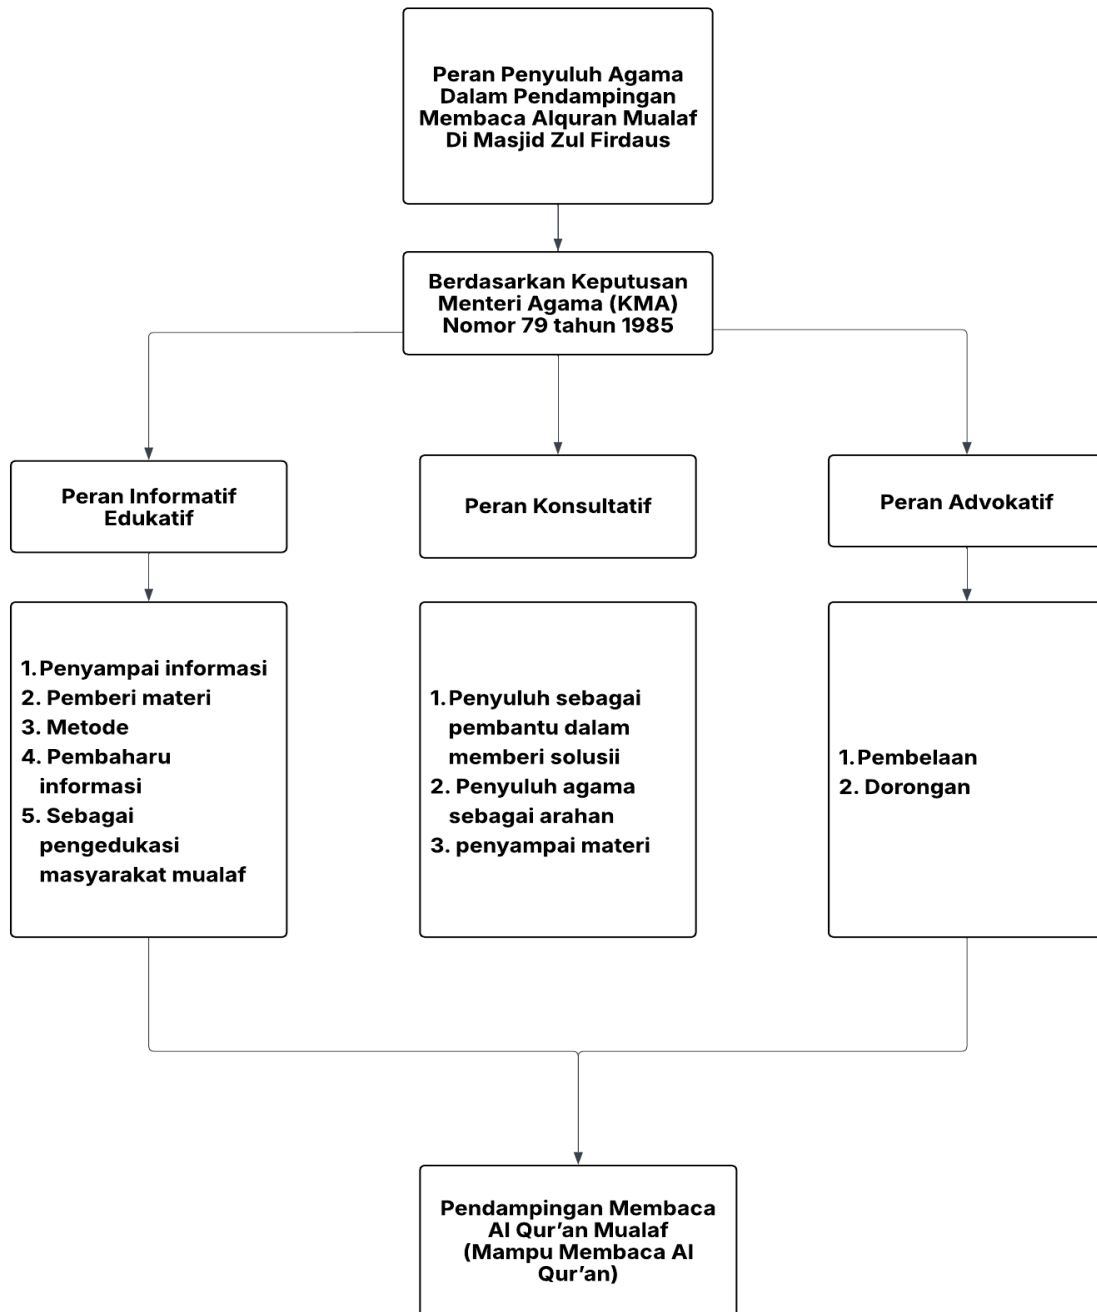 Peran Penyuluh Agama
Dalam Pendampingan
Membaca Alquran Mualaf
Di Masjid Zul Firdaus
Berdasarkan Keputusan
Menteri Agama (KMA)
Nomor 79 tahun 1985
Peran Informatif
Edukatif
Peran Konsultatif
Peran Advokatif
1. Penyampai informasi
2. Pemberi materi
3. Metode
4. Pembaharu
informasi
5. Sebagai
pengedukasi
masyarakat mualaf
1. Penyuluh sebagai
pembantu dalam
memberi solusii
2. Penyuluh agama
sebagai arahan
3. penyampai materi
1. Pembelaan
2. Dorongan
Pendampingan Membaca
Al Qur’an Mualaf
(Mampu Membaca Al
Qur’an)